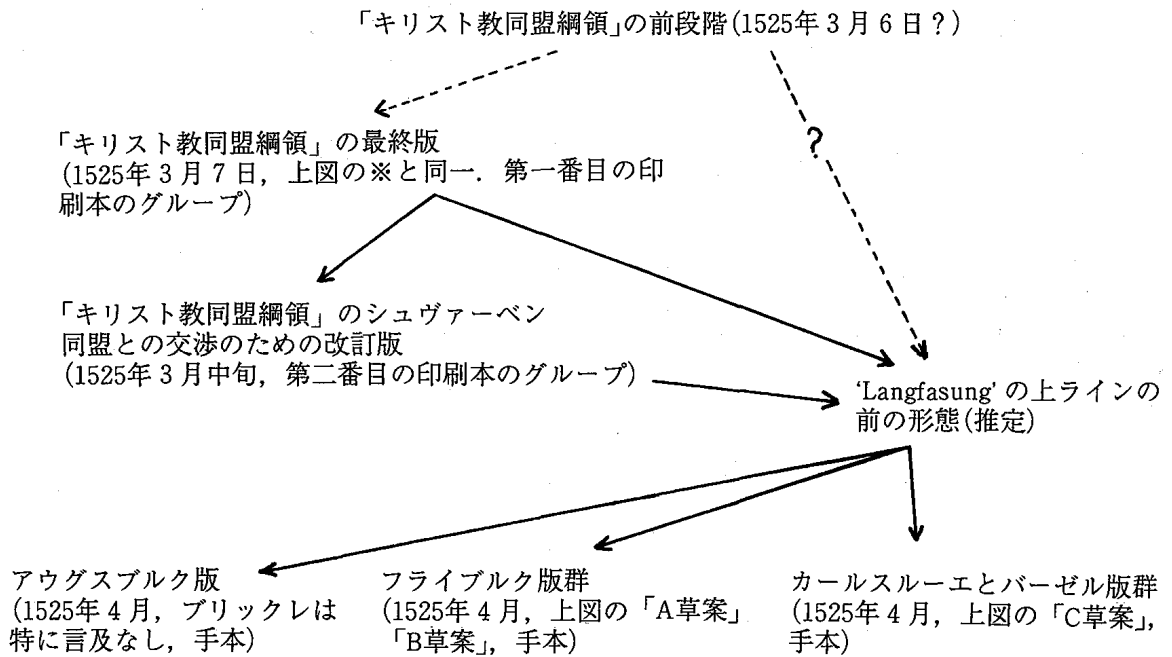 「キリスト教同盟綱領」の前段階(1525年3月6日?)
?
「キリスト教同盟綱領」の最終版
(1525年3月7日, 上図の※と同一. 第一番目の印
刷本のグループ)
「キリスト教同盟綱領」のシュヴァーベン
同盟との交渉のための改訂版
(1525年3月中旬, 第二番目の印刷本のグループ)
‘Langfasung' の上ラインの
前の形態(推定)
アウグスブルク版
(1525年4月, ブリックレは
特に言及なし, 手本)
フライブルク版群
(1525年4月, 上図の「A草案」
「B草案」, 手本)
カールスルーエとバーゼル版群
(1525年4月, 上図の「C草案」,
手本)